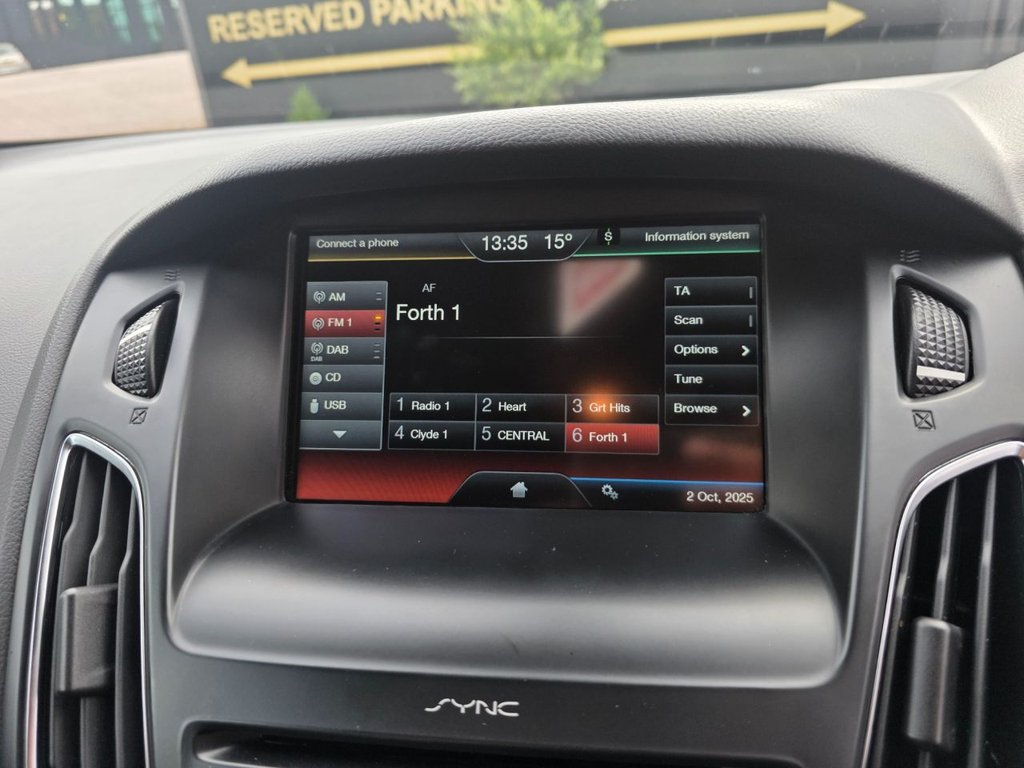 RESERVED PARKING
Connect a phone
13:35 15°
Information system
AM
FM 1
DAB
DAB
CD
USB
AF
Forth 1
TA
Scan
Options
Tune
Browse
1 Radio 1
2 Heart
3 Grt Hits
4 Clyde 1
5 CENTRAL
6 Forth 1
2 Oct, 2025
SYNC